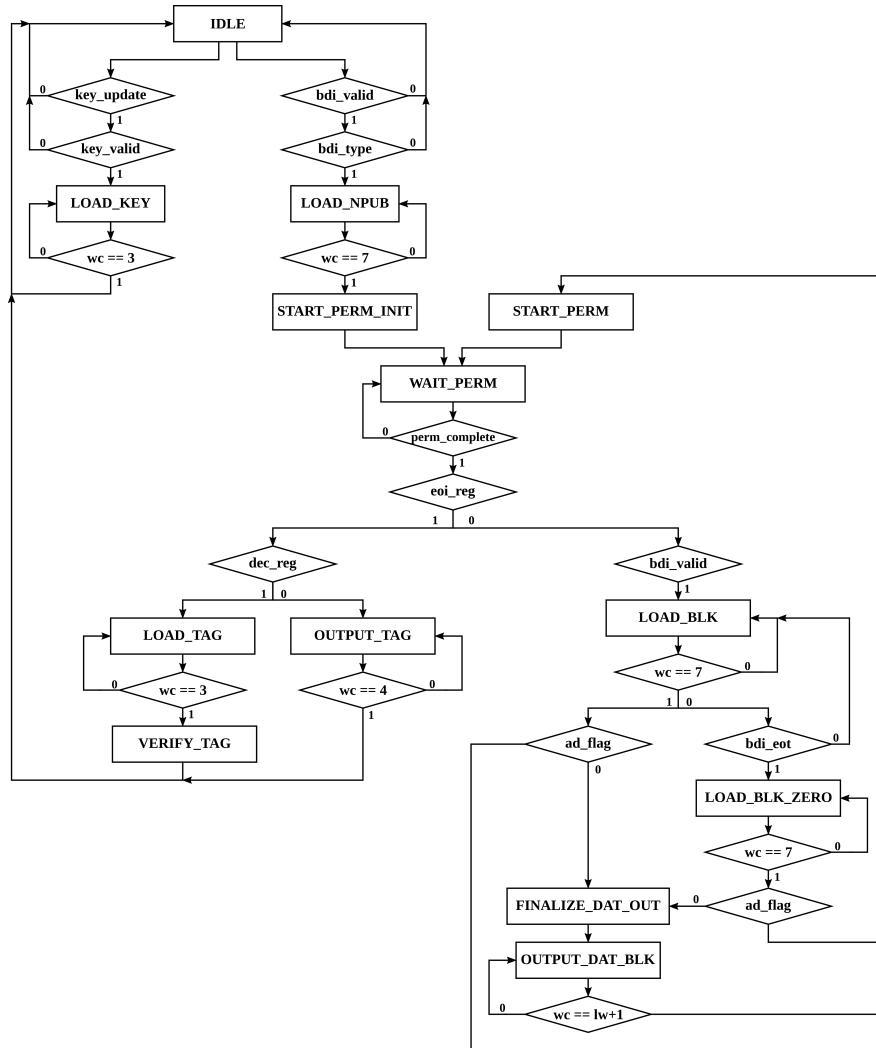 IDLE
key_update
0
1
bdi_valid
0
1
key_valid
0
1
bdi_type
0
1
LOAD_KEY
LOAD_NPUB
wc == 3
0
1
wc == 7
0
1
START_PERM_INIT
START_PERM
WAIT_PERM
perm_complete
0
1
eoi_reg
1
0
dec_reg
1
0
bdi_valid
1
LOAD_TAG
OUTPUT_TAG
LOAD_BLK
wc == 7
0
1
0
wc == 3
0
1
wc == 4
0
1
VERIFY_TAG
ad_flag
0
bdi_eot
0
1
LOAD_BLK_ZERO
wc == 7
0
1
FINALIZE_DAT_OUT
0
ad_flag
OUTPUT_DAT_BLK
wc == lw+1
0